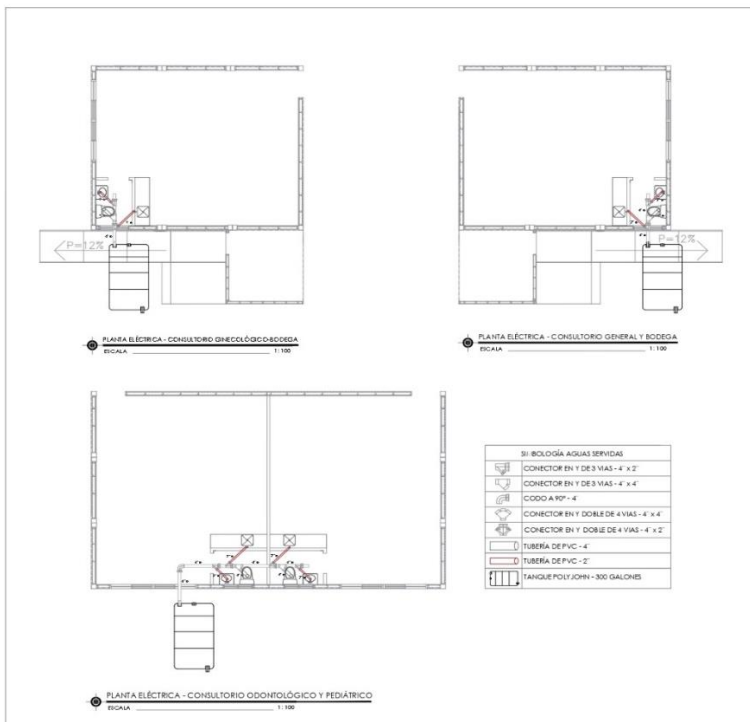 P=12%
P=12%
PLANTA ELÉCTRICA - CONSULTORIO GINECOLÓGICO-BODEGA
ESCALA 1:100
PLANTA ELÉCTRICA - CONSULTORIO GENERAL Y BODEGA
ESCALA 1:100
BOLOGÍA AGUAS SERVIDAS
CONECTOR EN Y DE 3 VIAS - 4" x 2"
CONECTOR EN Y DE 3 VIAS - 4" x 4"
CODO A 90° - 4"
CONECTOR EN Y DOBLE DE 4 VIAS - 4" x 4"
CONECTOR EN Y DOBLE DE 4 VIAS - 4" x 2"
TUBERÍA DE PVC - 4"
TUBERÍA DE PVC - 2"
TANQUE POLYJOHN - 300 GALONES
PLANTA ELÉCTRICA - CONSULTORIO ODONTOLÓGICO Y PEDIÁTRICO
ESCALA 1:100